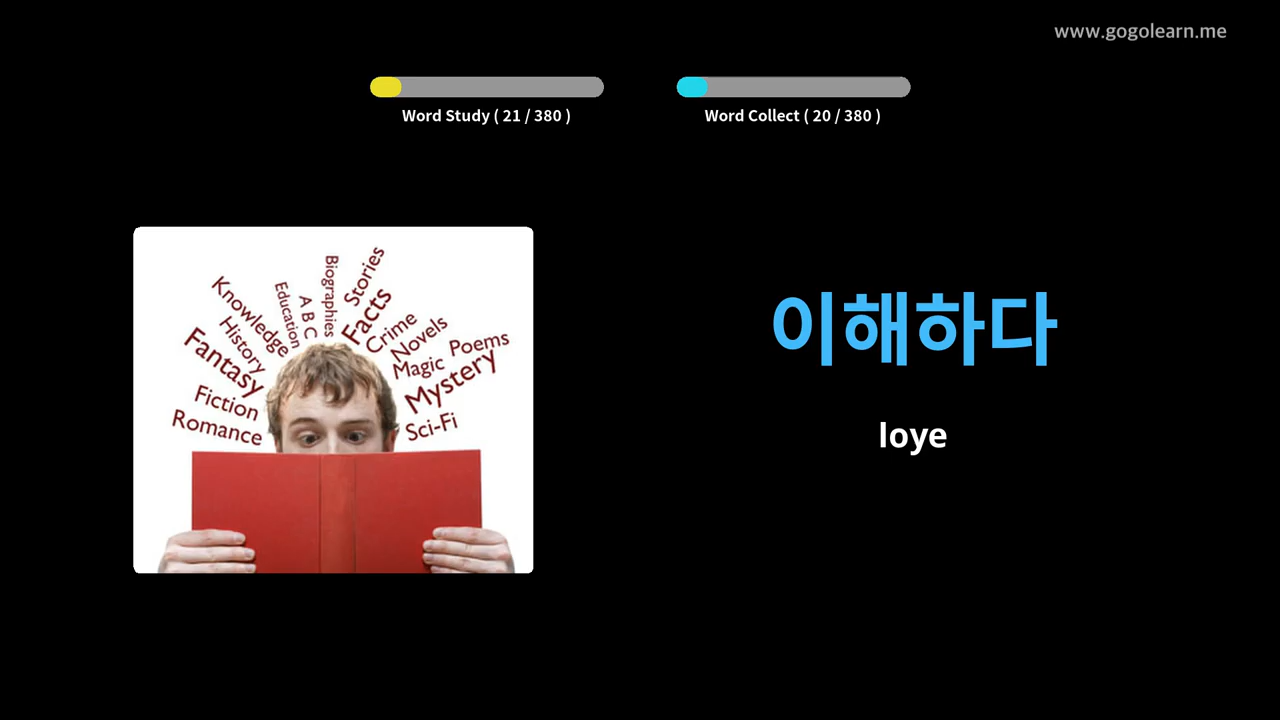 www.gogolearn.me
Word Study ( 21 / 380 )
Word Collect ( 20 / 380 )
Stories
Biographies
Facts
A B C
Education
Knowledge
Crime
Novels
History
Poems
Magic
Fantasy
Mystery
Fiction
Sci-Fi
Romance
이해하다
loye